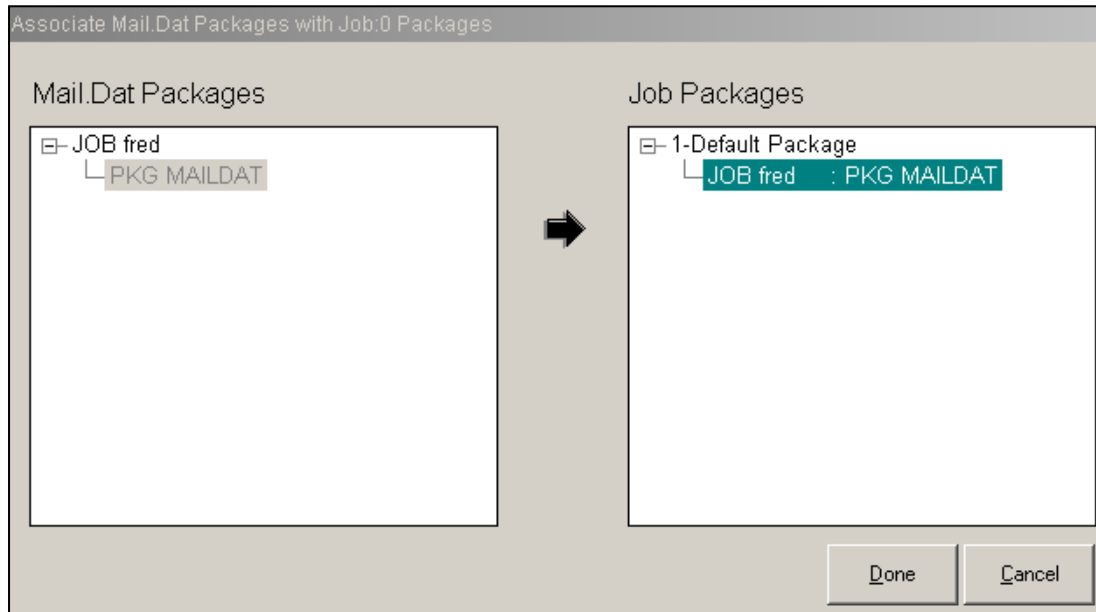 Associate Mail.Dat Packages with Job:0 Packages
Mail.Dat Packages
JOB fred
PKG MAILDAT
Job Packages
1-Default Package
JOB fred : PKG MAILDAT
Done
Cancel